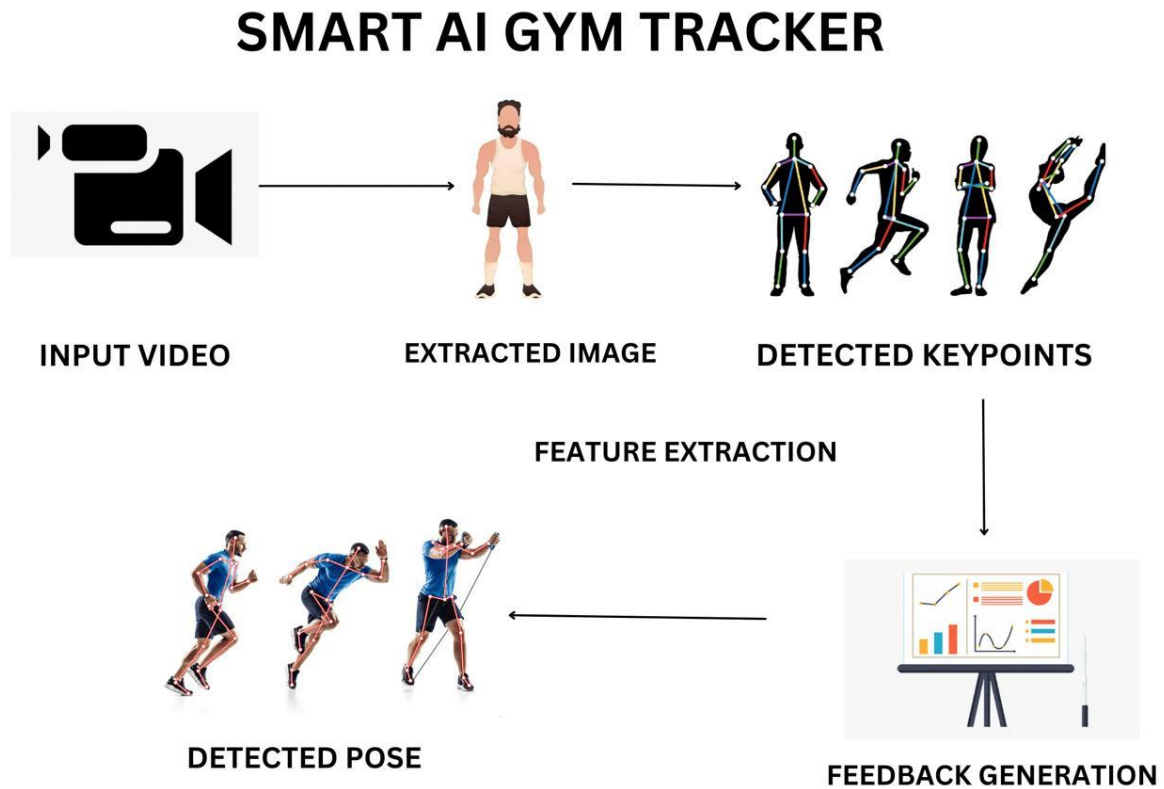 SMART AI GYM TRACKER
INPUT VIDEO
EXTRACTED IMAGE
DETECTED KEYPOINTS
FEATURE EXTRACTION
DETECTED POSE
FEEDBACK GENERATION